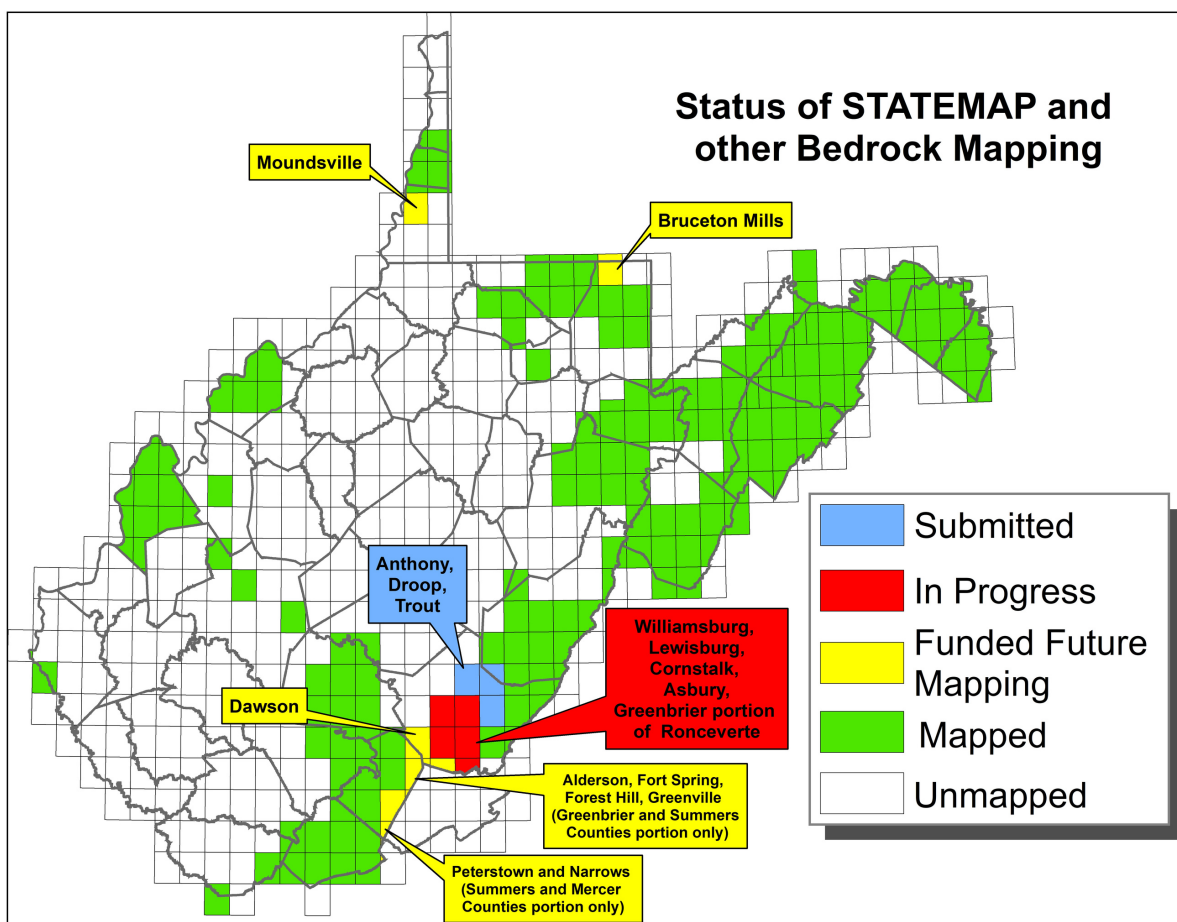 Status of STATEMAP and
other Bedrock Mapping
Moundsville
Bruceton Mills
Anthony,
Droop,
Trout
Williamsburg,
Lewisburg,
Cornstalk,
Asbury,
Greenbrier portion
of Ronceverte
Dawson
Alderson, Fort Spring,
Forest Hill, Greenville
(Greenbrier and Summers
Counties portion only)
Peterstown and Narrows
(Summers and Mercer
Counties portion only)
Submitted
In Progress
Funded Future
Mapping
Mapped
Unmapped